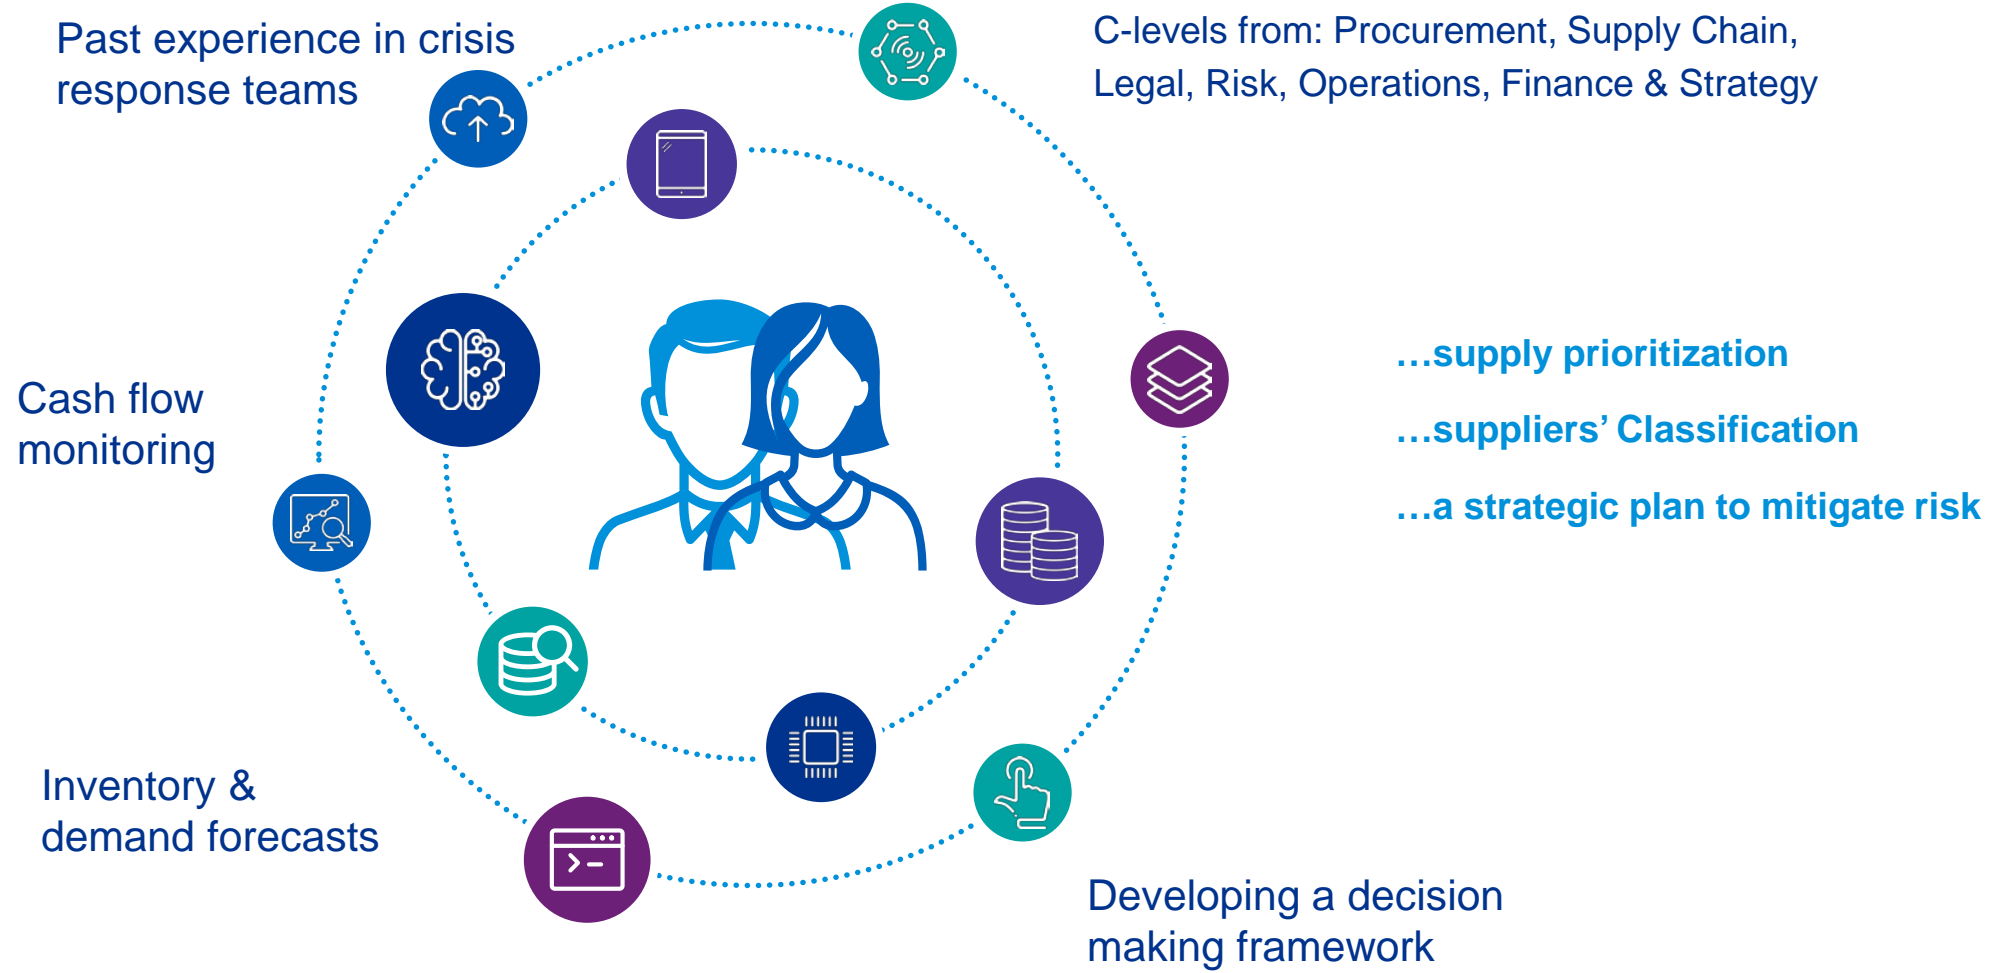 Past experience in crisis
response teams
C-levels from: Procurement, Supply Chain,
Legal, Risk, Operations, Finance & Strategy
…supply prioritization
…suppliers’ Classification
…a strategic plan to mitigate risk
Cash flow
monitoring
Inventory &
demand forecasts
Developing a decision
making framework